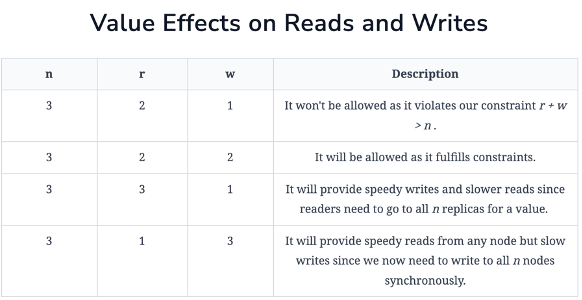 Value Effects on Reads and Writes
n r w Description
3 2 1 It won't be allowed as it violates our constraint r + w
> n .
3 2 2 It will be allowed as it fulfills constraints.
3 3 1 It will provide speedy writes and slower reads since
readers need to go to all n replicas for a value.
3 1 3 It will provide speedy reads from any node but slow
writes since we now need to write to all n nodes
synchronously.